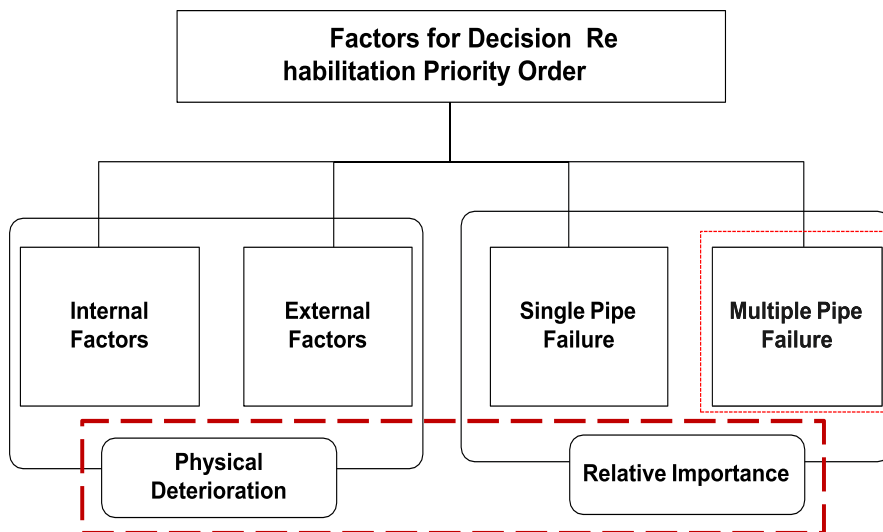 Factors for Decision Re
habilitation Priority Order
Internal
Factors
External
Factors
Single Pipe
Failure
Multiple Pipe
Failure
Physical
Deterioration
Relative Importance